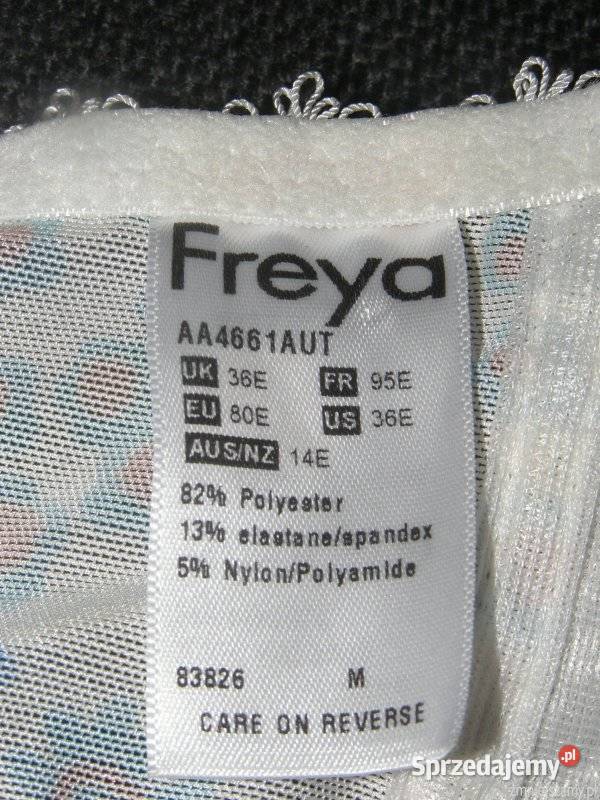 Freya
AA4661AUT
UK 36E FR 95E
EU 80E US 36E
AUS/NZ 14E
82% Polyester
13% elastane/spandex
5% Nylon/Polyamide
83826 M
CARE ON REVERSE
Sprzedajemy.pl